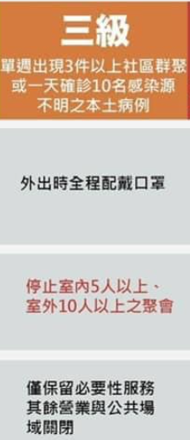 三級
單週出現3件以上社區群聚
或一天確診10名感染源
不明之本土病例
外出時全程配戴口罩
停止室內5人以上、
室外10人以上之聚會
僅保留必要性服務
其餘營業與公共場
域關閉